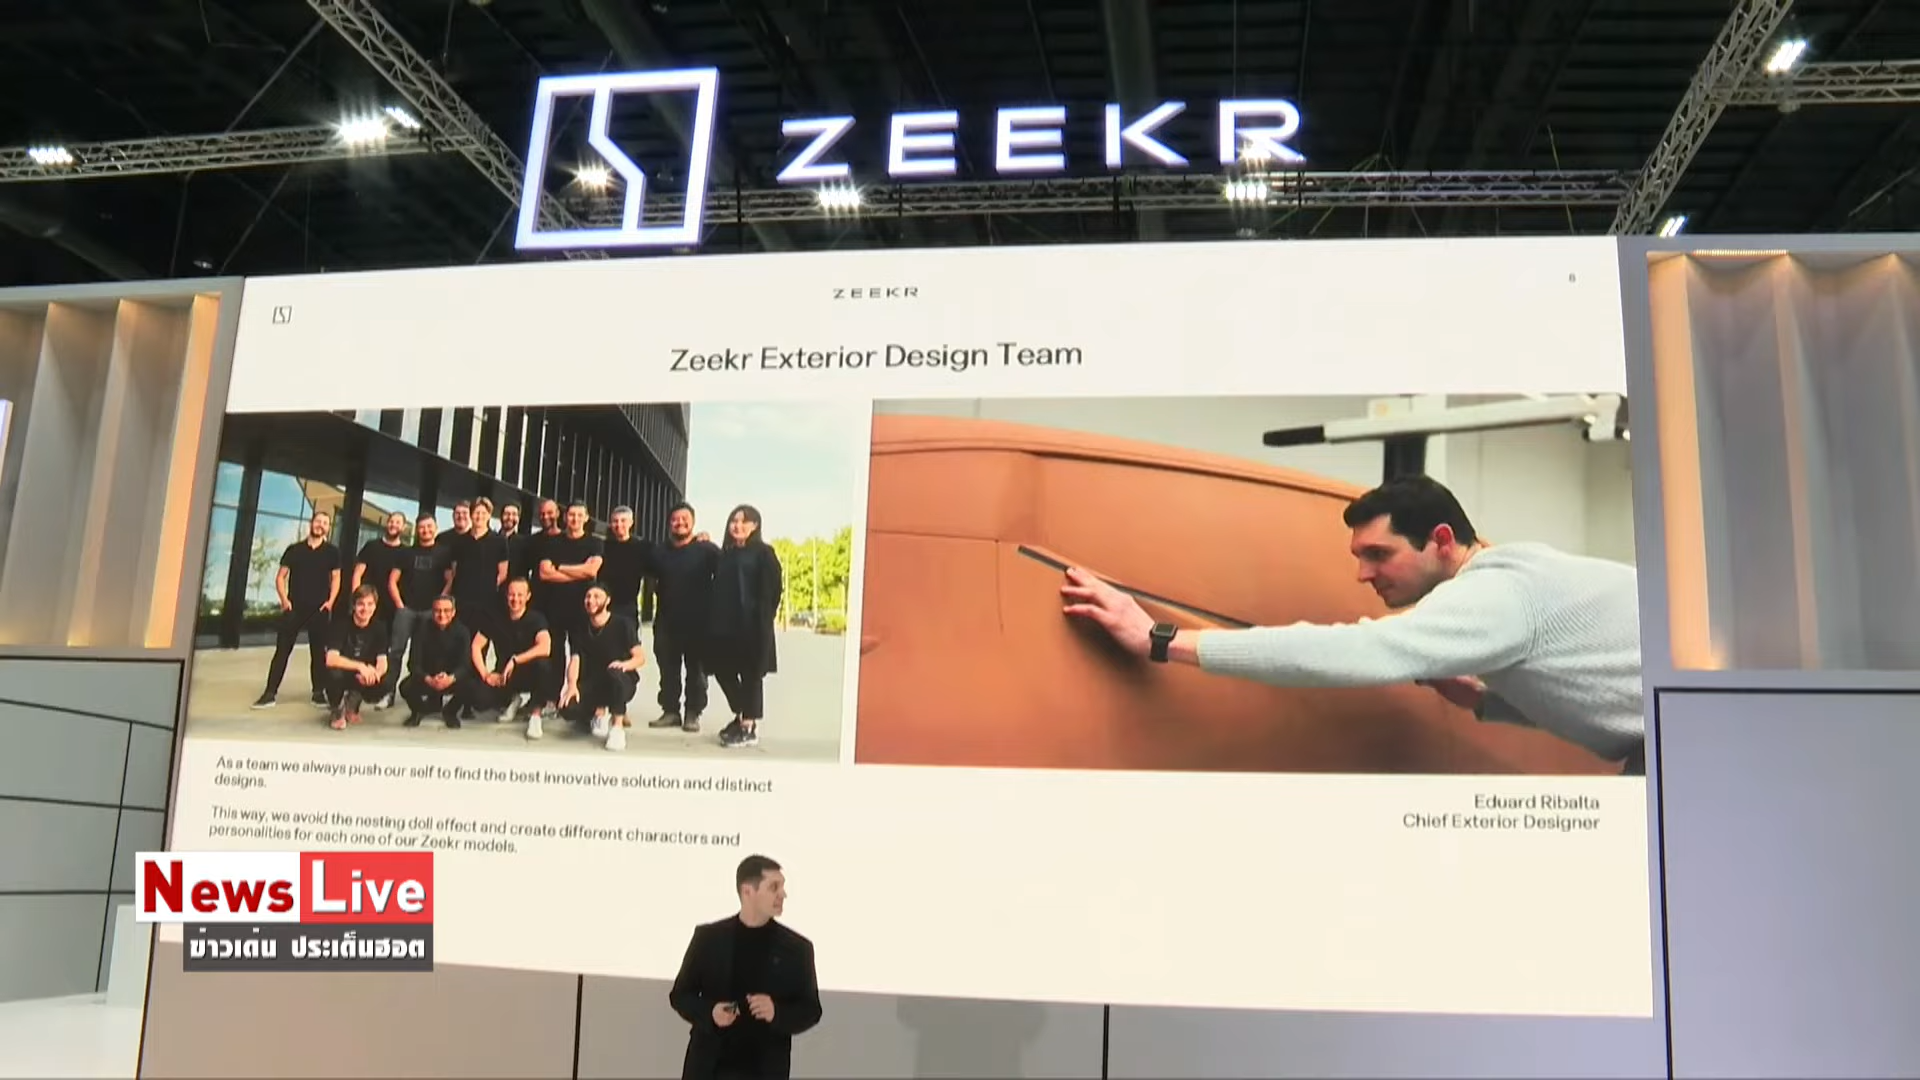 ZEEKR
ZEEKR
8
Zeekr Exterior Design Team
As a team we always push our self to find the best innovative solution and distinct
designs.
This way, we avoid the nesting doll effect and create different characters and
personalities for each one of our Zeekr models.
Eduard Ribalta
Chief Exterior Designer
News Live
ข่าวเด่น ประเด็นฮอต